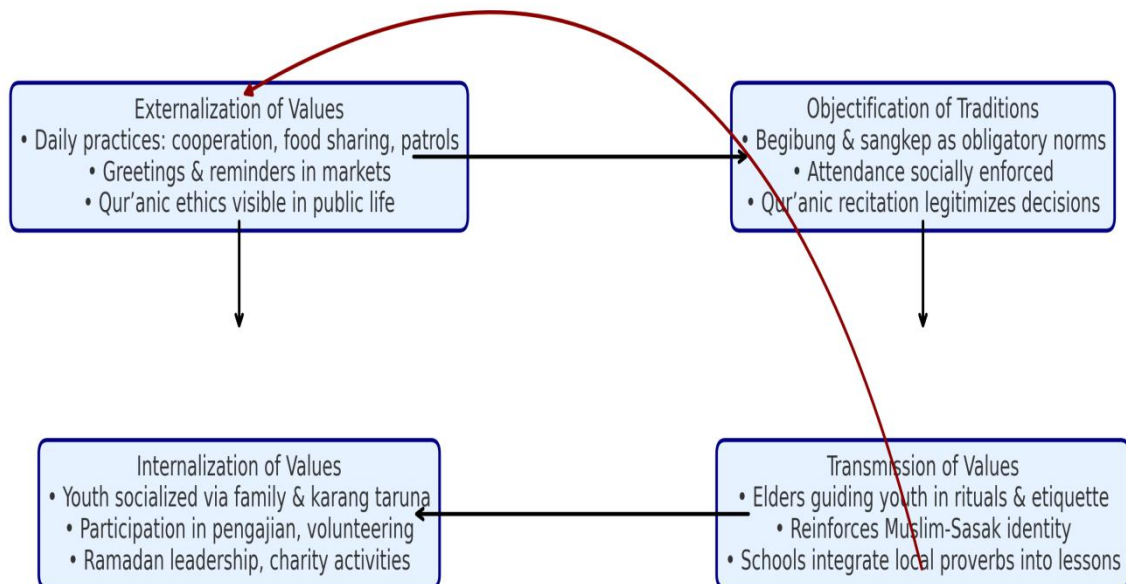 Externalization of Values
• Daily practices: cooperation, food sharing, patrols
• Greetings & reminders in markets
• Qur’anic ethics visible in public life
Objectification of Traditions
• Begibung & sangkep as obligatory norms
• Attendance socially enforced
• Qur’anic recitation legitimizes decisions
Internalization of Values
• Youth socialized via family & karang taruna
• Participation in pengajian, volunteering
• Ramadan leadership, charity activities
Transmission of Values
• Elders guiding youth in rituals & etiquette
• Reinforces Muslim-Sasak identity
• Schools integrate local proverbs into lessons